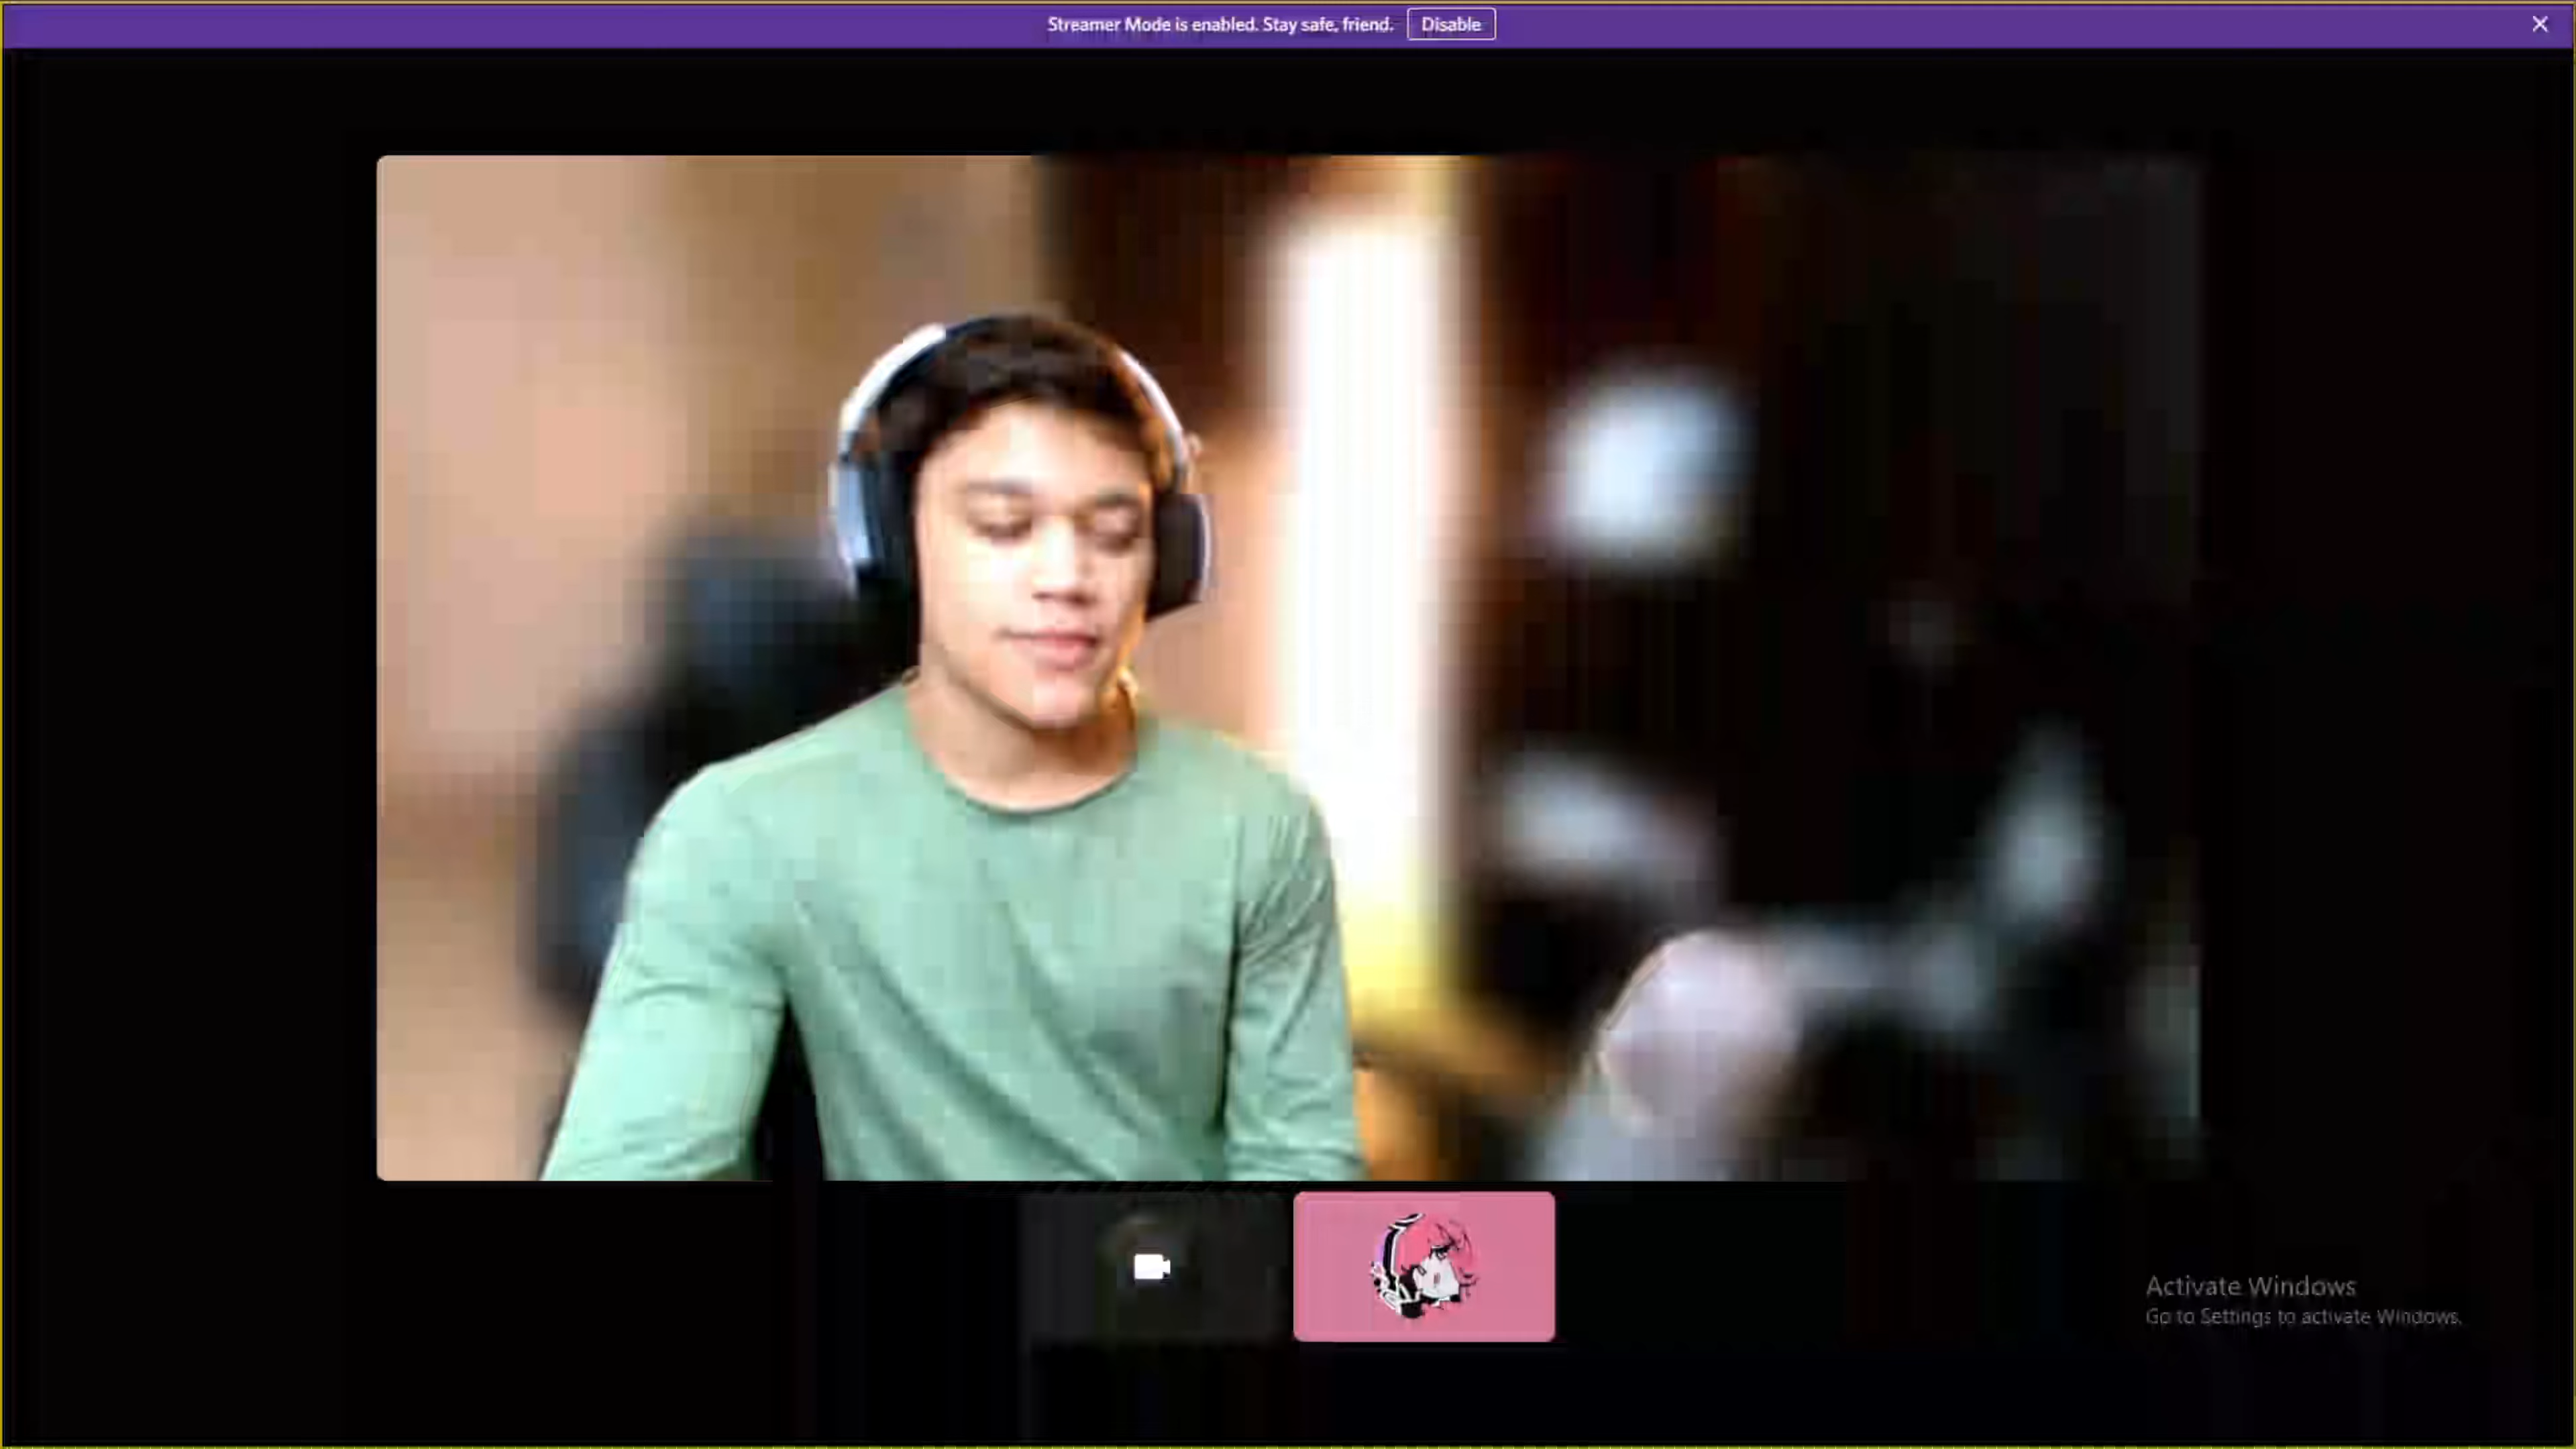 Streamer Mode is enabled. Stay safe, friend. Disable
Activate Windows
Go to Settings to activate Windows.